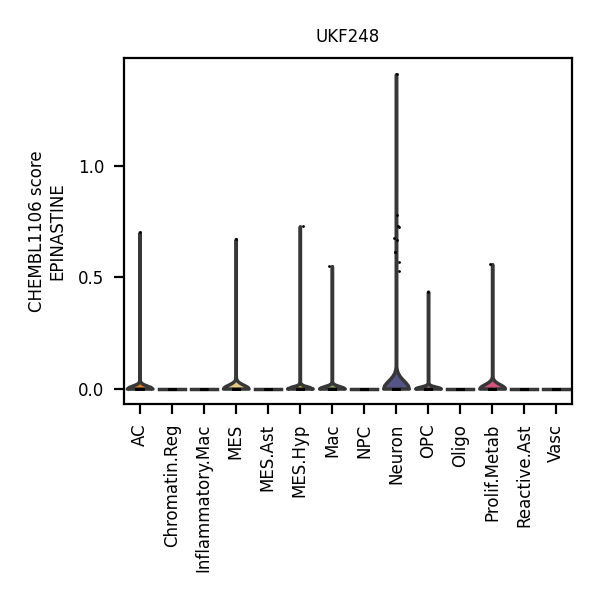 UKF248
CHEMBL1106 score
EPINASTINE
1.0
0.5
0.0
AC
Chromatin.Reg
Inflammatory.Mac
MES
MES.Ast
MES.Hyp
Mac
NPC
Neuron
OPC
Oligo
Prolif.Metab
Reactive.Ast
Vasc